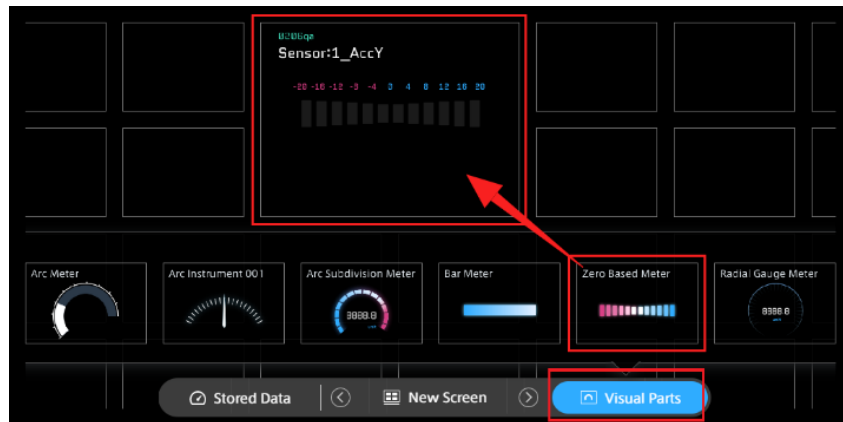 Sensor:1_AccY
-20 -16 -12 -8 -4 0 4 8 12 16 20
Arc Meter
Arc Instrument 001
Arc Subdivision Meter
Bar Meter
Zero Based Meter
Radial Gauge Meter
8888.8
8888.8
Stored Data
New Screen
Visual Parts